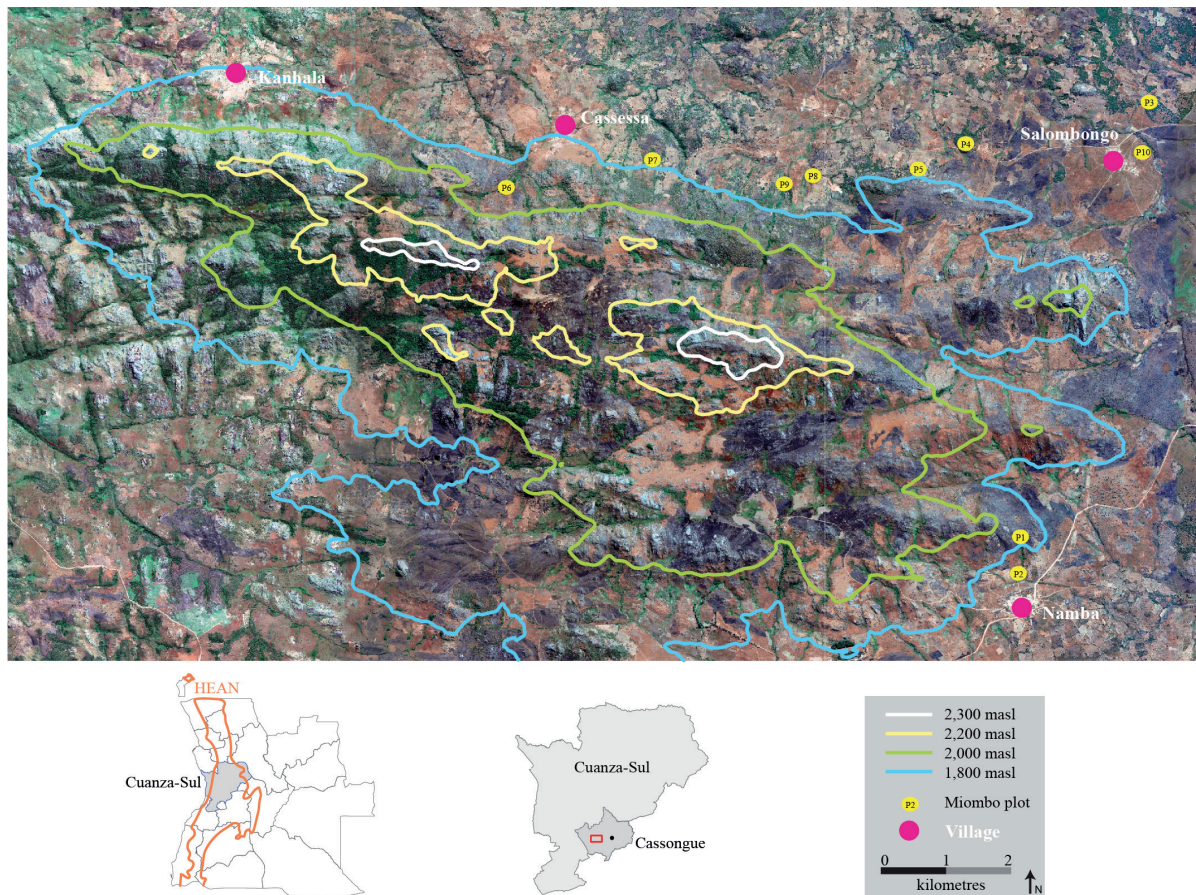 Kanhala
Cassessa
Salombongo
P3
P10
P4
P5
P7
P8
P9
P6
P1
P2
Namba
HEAN
Cuanza-Sul
Cuanza-Sul
Cassongue
2,300 masl
2,200 masl
2,000 masl
1,800 masl
P2 Miombo plot
Village
0 1 2
kilometres
N